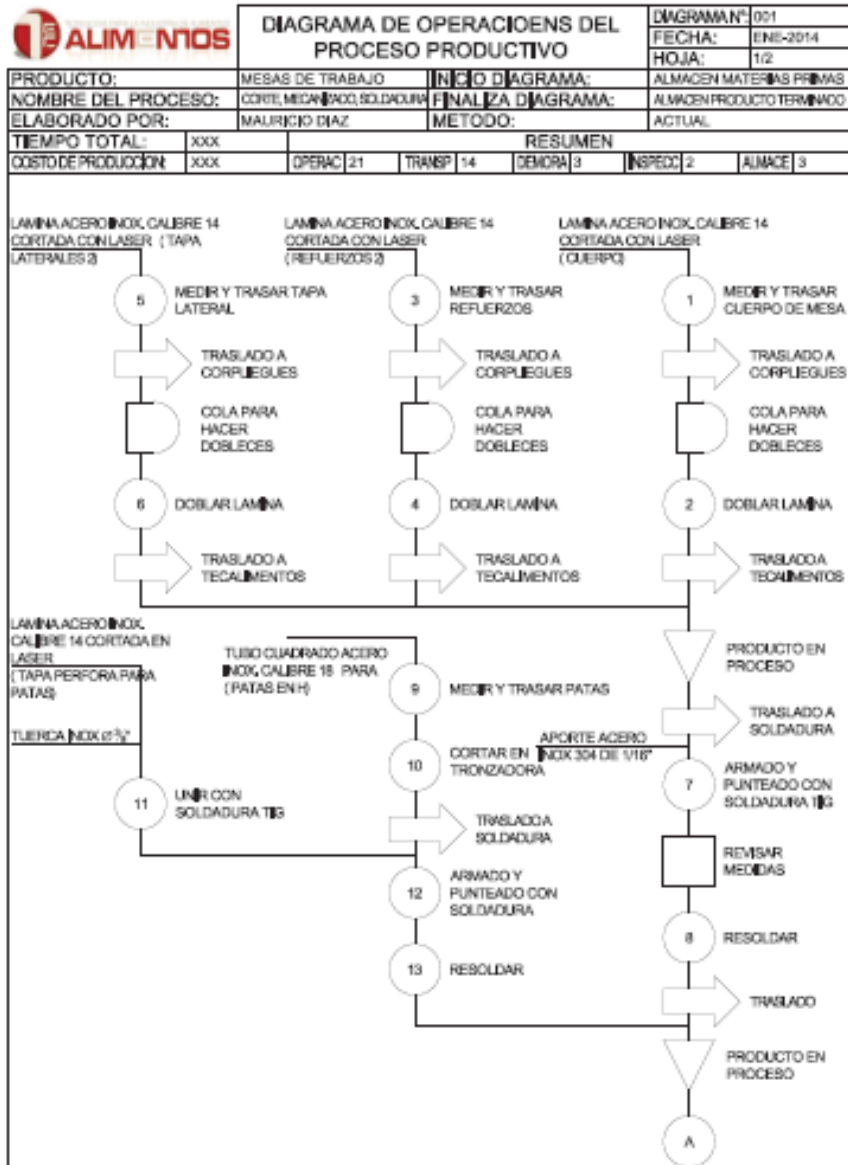 ALIMENTOS
DIAGRAMA DE OPERACIOENS DEL
PROCESO PRODUCTIVO
DIAGRAMA Nº: 001
FECHA: ENE-2014
HOJA: 1/2
PRODUCTO: MESAS DE TRABAJO INICIO DIAGRAMA: ALMACEN MATERIAS PRIMAS
NOMBRE DEL PROCESO: CORTE, MECANIZADO, SOLDADURA FINALIZA DIAGRAMA: ALMACEN PRODUCTO TERMINADO
ELABORADO POR: MAURICIO DIAZ METODO: ACTUAL
TIEMPO TOTAL: XXX RESUMEN
COSTO DE PRODUCCIÓN: XXX OPERAC 21 TRANSP 14 DEMORA 3 INSPECC 2 ALMACE 3
LAMINA ACERO INOX. CALIBRE 14
CORTADA CON LASER ( TAPA
LATERALES 2)
LAMINA ACERO INOX. CALIBRE 14
CORTADA CON LASER
( REFUERZOS 2)
LAMINA ACERO INOX. CALIBRE 14
CORTADA CON LASER
( CUERPO)
5 MEDIR Y TRASAR TAPA
LATERAL
3 MEDIR Y TRASAR
REFUERZOS
1 MEDIR Y TRASAR
CUERPO DE MESA
TRASLADO A
CORPLIEGUES
TRASLADO A
CORPLIEGUES
TRASLADO A
CORPLIEGUES
COLA PARA
HACER
DOBLECES
COLA PARA
HACER
DOBLECES
COLA PARA
HACER
DOBLECES
6 DOBLAR LAMINA
4 DOBLAR LAMINA
2 DOBLAR LAMINA
TRASLADO A
TECALIMENTOS
TRASLADO A
TECALIMENTOS
TRASLADO A
TECALIMENTOS
LAMINA ACERO INOX.
CALIBRE 14 CORTADA EN
LASER
( TAPA PERFORA PARA
PATAS)
TUBO CUADRADO ACERO
INOX. CALIBRE 18 PARA
( PATAS EN H)
PRODUCTO EN
PROCESO
9 MEDIR Y TRASAR PATAS
TRASLADO A
SOLDADURA
TUERCA INOX
APORTE ACERO
INOX 304 DE 1/16"
10 CORTAR EN
TRONZADORA
7 ARMADO Y
PUNTEADO CON
SOLDADURA TIG
11 UNIR CON
SOLDADURA TIG
TRASLADO A
SOLDADURA
REVISAR
MEDIDAS
12 ARMADO Y
PUNTEADO CON
SOLDADURA
8 RESOLDAR
13 RESOLDAR
TRASLADO
PRODUCTO EN
PROCESO
A